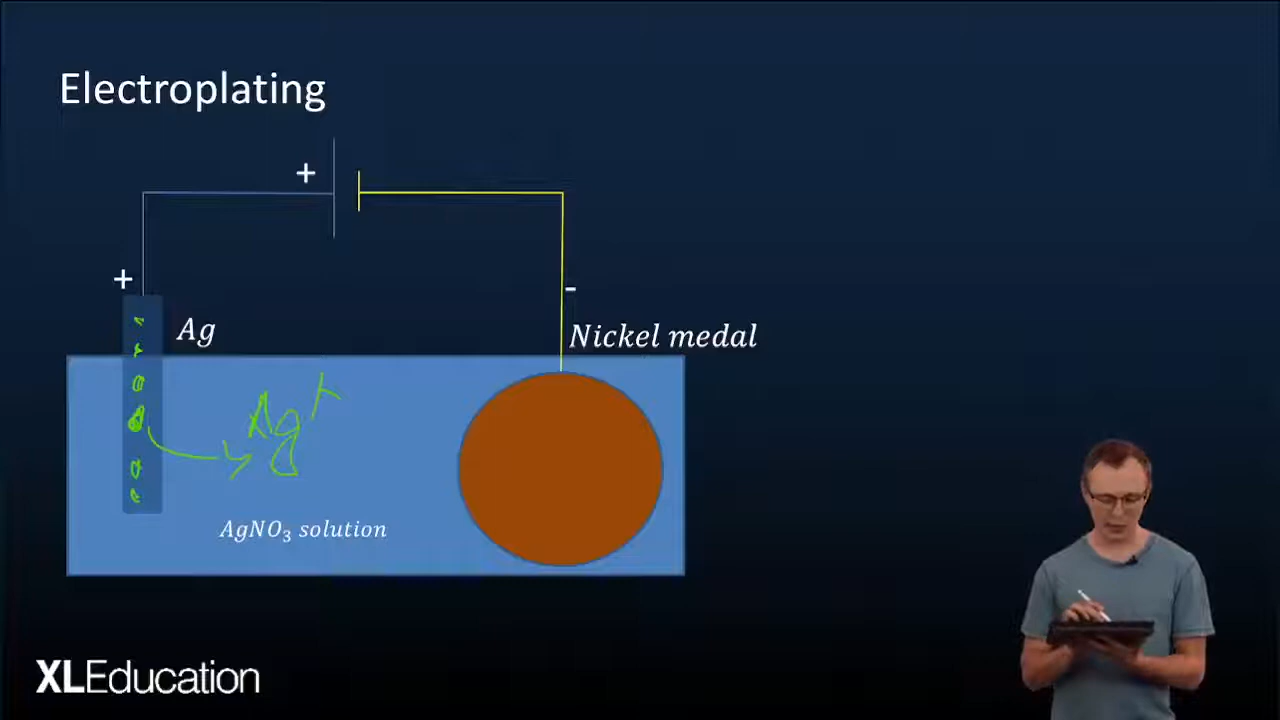 Electroplating
+
+
-
Ag
Nickel medal
Ag+
AgNO₃ solution
XLEducation